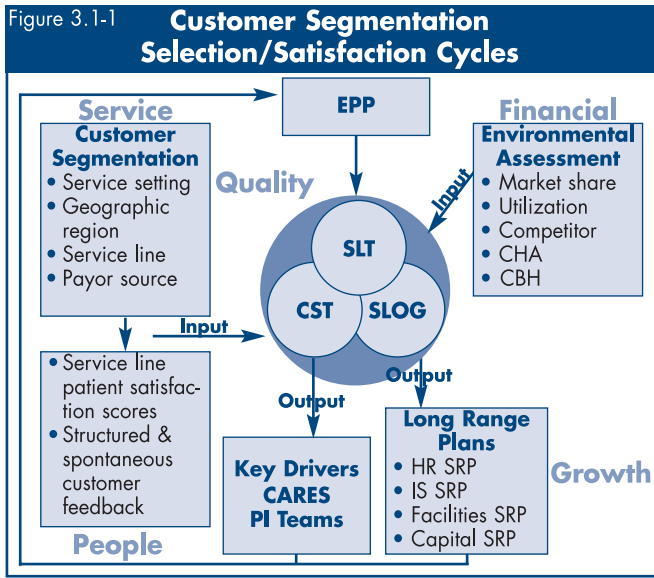 Figure 3.1-1
Customer Segmentation
Selection/Satisfaction Cycles
EPP
Service
Customer
Segmentation
• Service setting
• Geographic
region
• Service line
• Payor source
Quality
Financial
Environmental
Assessment
• Market share
• Utilization
• Competitor
• CHA
• CBH
Input
SLT
CST
SLOG
Input
• Service line
patient satisfac-
tion scores
• Structured &
spontaneous
customer
feedback
People
Output
Output
Key Drivers
CARES
PI Teams
Long Range
Plans
• HR SRP
• IS SRP
• Facilities SRP
• Capital SRP
Growth